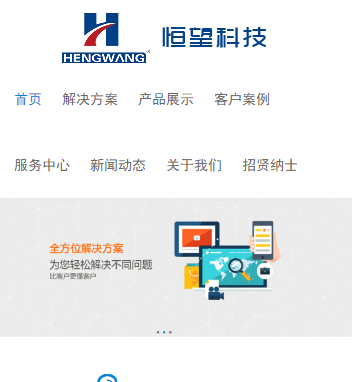 HENGWANG
恒望科技
首页 解决方案 产品展示 客户案例
服务中心 新闻动态 关于我们 招贤纳士
全方位解决方案
为您轻松解决不同问题
比客户更懂客户